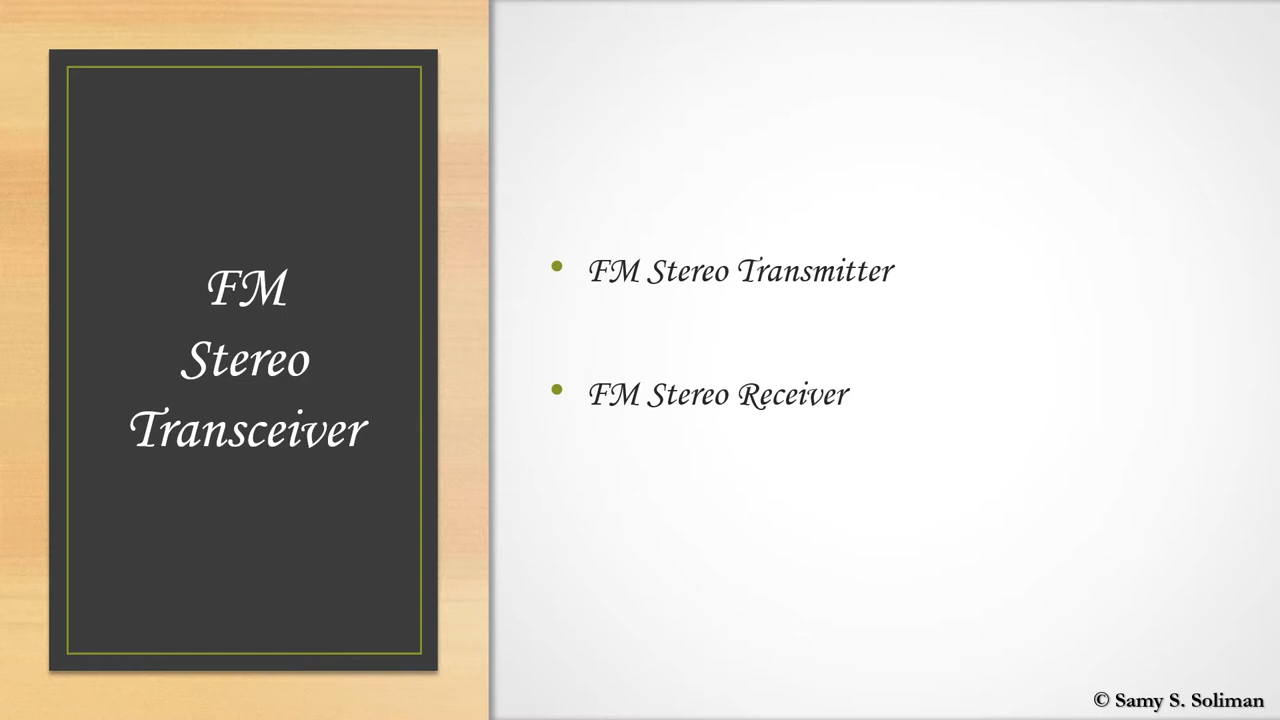 FM
Stereo
Transceiver
• FM Stereo Transmitter
• FM Stereo Receiver
© Samy S. Soliman